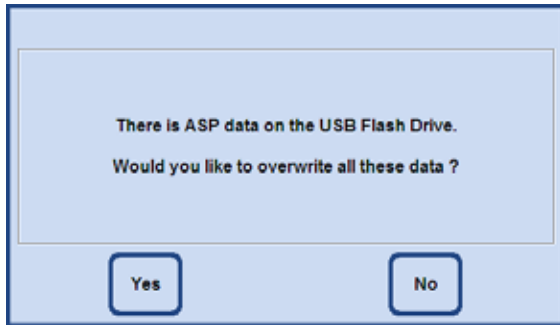 There is ASP data on the USB Flash Drive.
Would you like to overwrite all these data ?
Yes
No